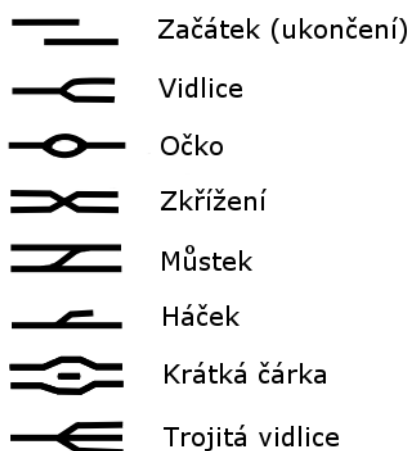 Začátek (ukončení)
Vidlice
Očko
Zkřížení
Můstek
Háček
Krátká čárka
Trojitá vidlice